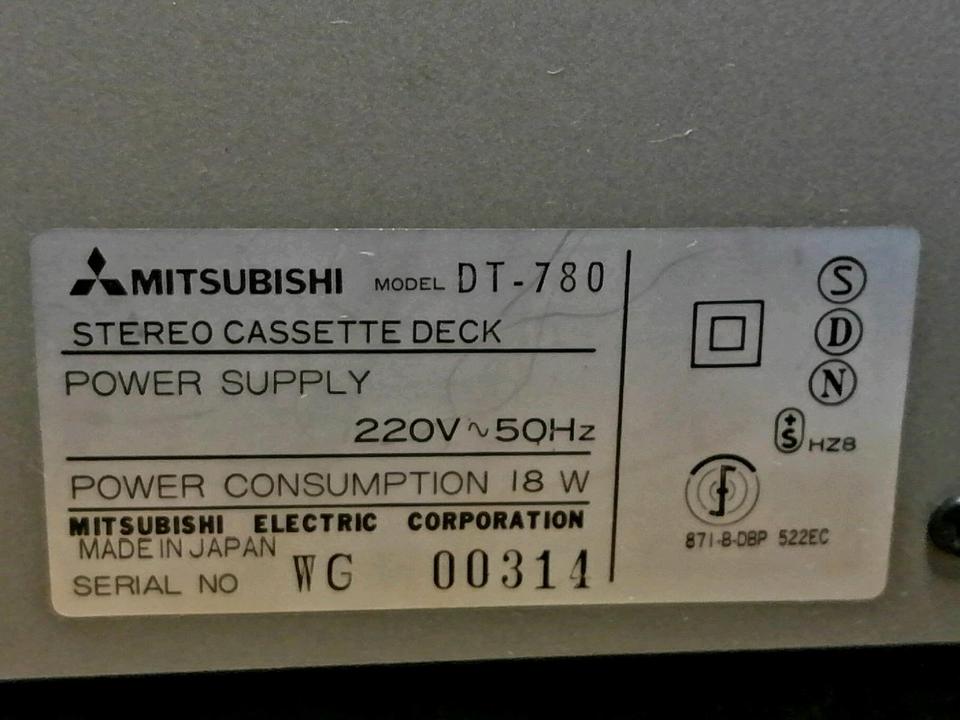 MITSUBISHI MODEL DT-780
STEREO CASSETTE DECK
POWER SUPPLY
220V~50Hz
POWER CONSUMPTION 18 W
MITSUBISHI ELECTRIC CORPORATION
MADE IN JAPAN
SERIAL NO WG 00314
S
D
N
+S HZ8
871-B-DBP 522EC